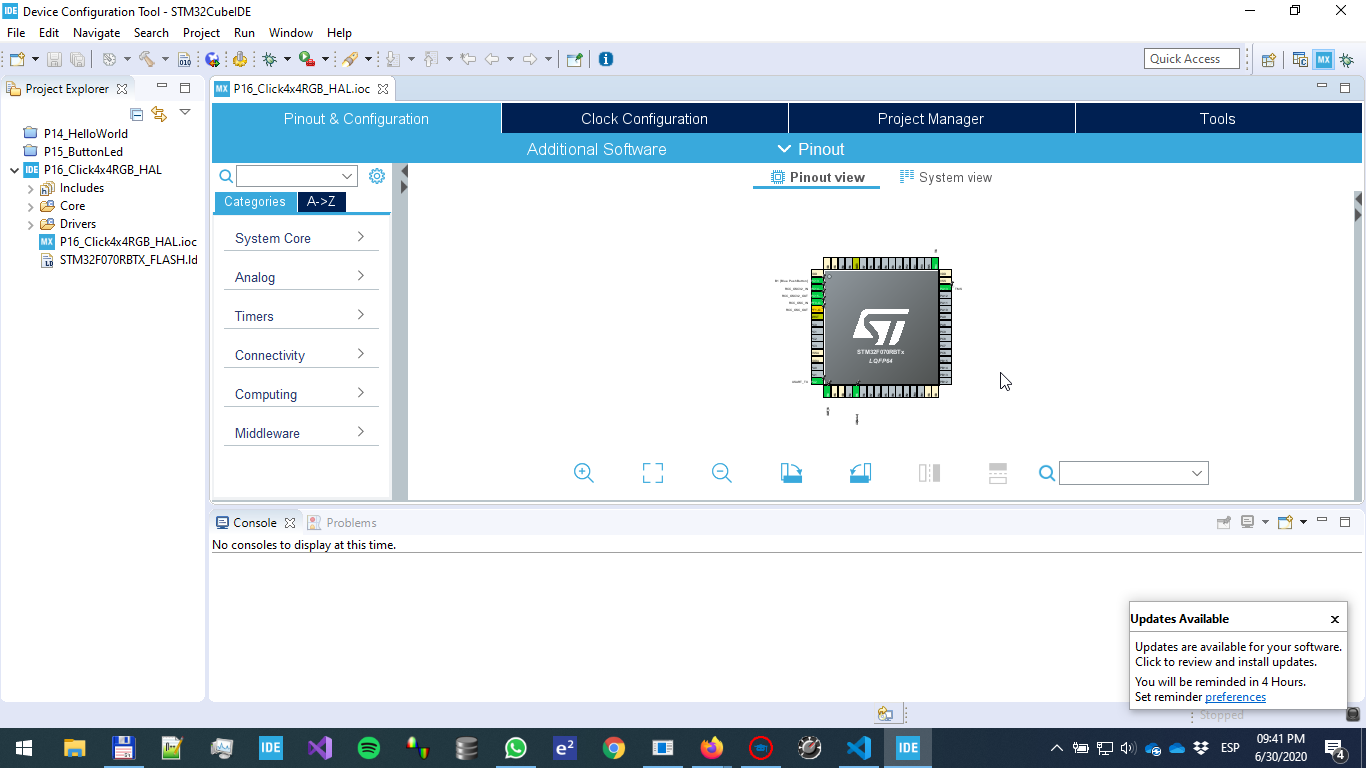 Device Configuration Tool - STM32CubeIDE
File Edit Navigate Search Project Run Window Help
Quick Access
Project Explorer
P14_HelloWorld
P15_ButtonLed
P16_Click4x4RGB_HAL
Includes
Core
Drivers
P16_Click4x4RGB_HAL.ioc
STM32F070RBTX_FLASH.ld
P16_Click4x4RGB_HAL.ioc
Pinout & Configuration Clock Configuration Project Manager Tools
Additional Software Pinout
Pinout view System view
Categories A->Z
System Core
Analog
Timers
Connectivity
Computing
Middleware
STM32F070RBTx
LQFP64
Console Problems
No consoles to display at this time.
Updates Available
Updates are available for your software.
Click to review and install updates.
You will be reminded in 4 Hours.
Set reminder preferences
Stopped
ESP
09:41 PM
6/30/2020
4